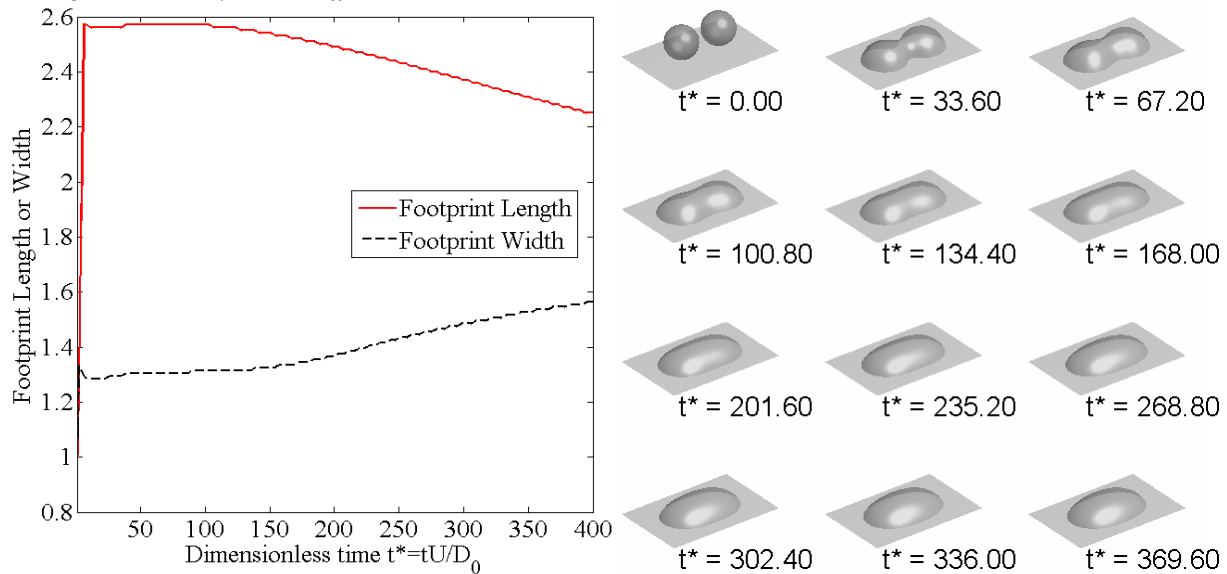 2.6
2.4
2.2
2
1.8
1.6
1.4
1.2
1
0.8
Footprint Length or Width
Footprint Length
Footprint Width
50 100 150 200 250 300 350 400
Dimensionless time t*=tU/D0
t* = 0.00 t* = 33.60 t* = 67.20
t* = 100.80 t* = 134.40 t* = 168.00
t* = 201.60 t* = 235.20 t* = 268.80
t* = 302.40 t* = 336.00 t* = 369.60